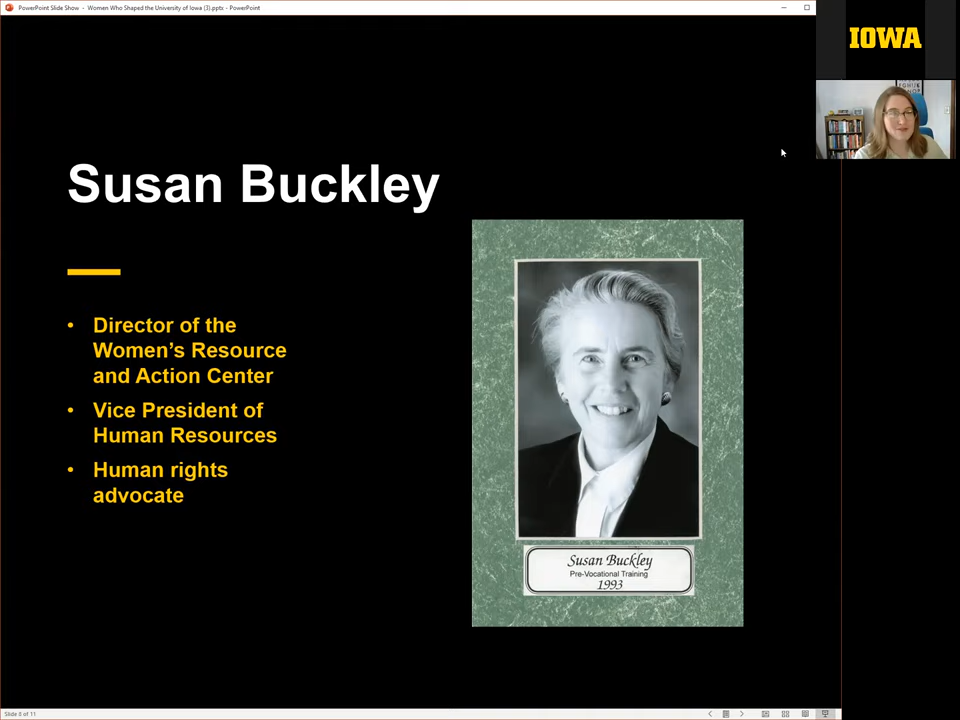 PowerPoint Slide Show - Women Who Shaped the University of Iowa (3).pptx - PowerPoint
IOWA
Susan Buckley
• Director of the
Women's Resource
and Action Center
• Vice President of
Human Resources
• Human rights
advocate
Susan Buckley
Pre-Vocational Training
1993
Slide 8 of 11